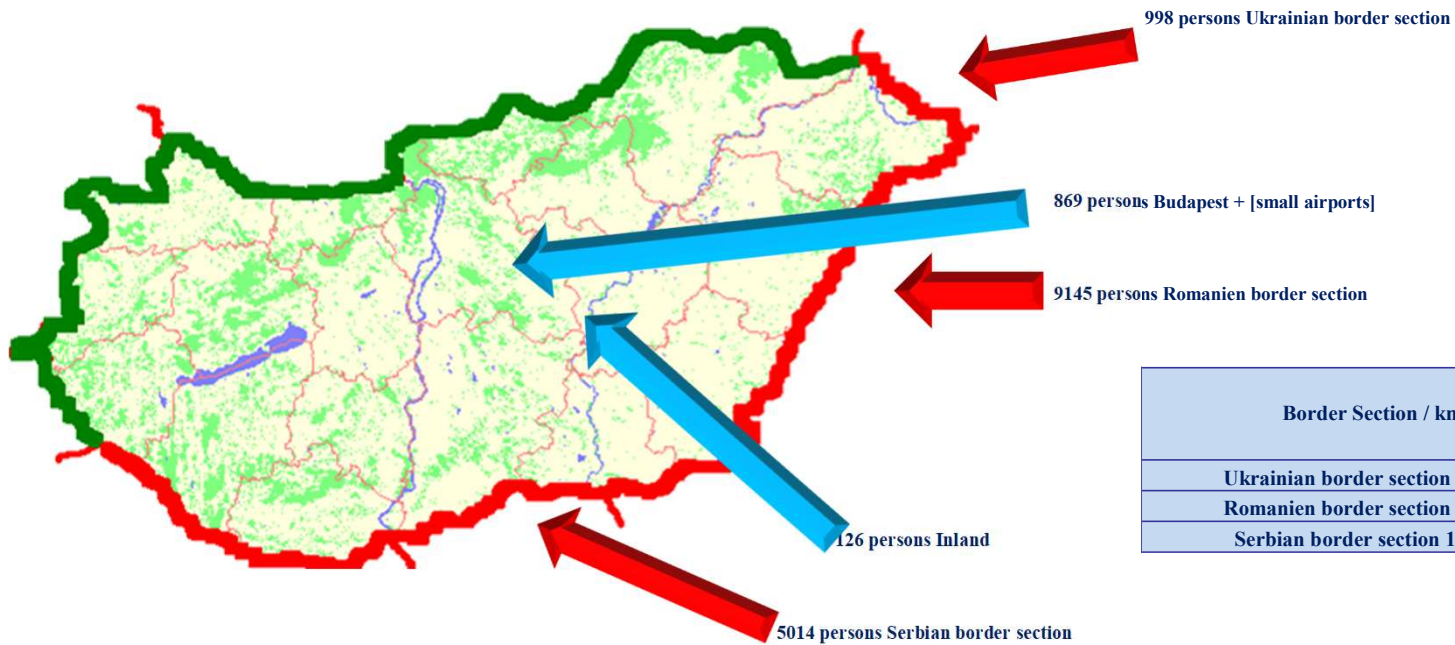 998 persons Ukrainian border section
869 persons Budapest + [small airports]
9145 persons Romanien border section
Border Section / km
Ukrainian border section
Romanien border section
Serbian border section 1
126 persons Inland
5014 persons Serbian border section